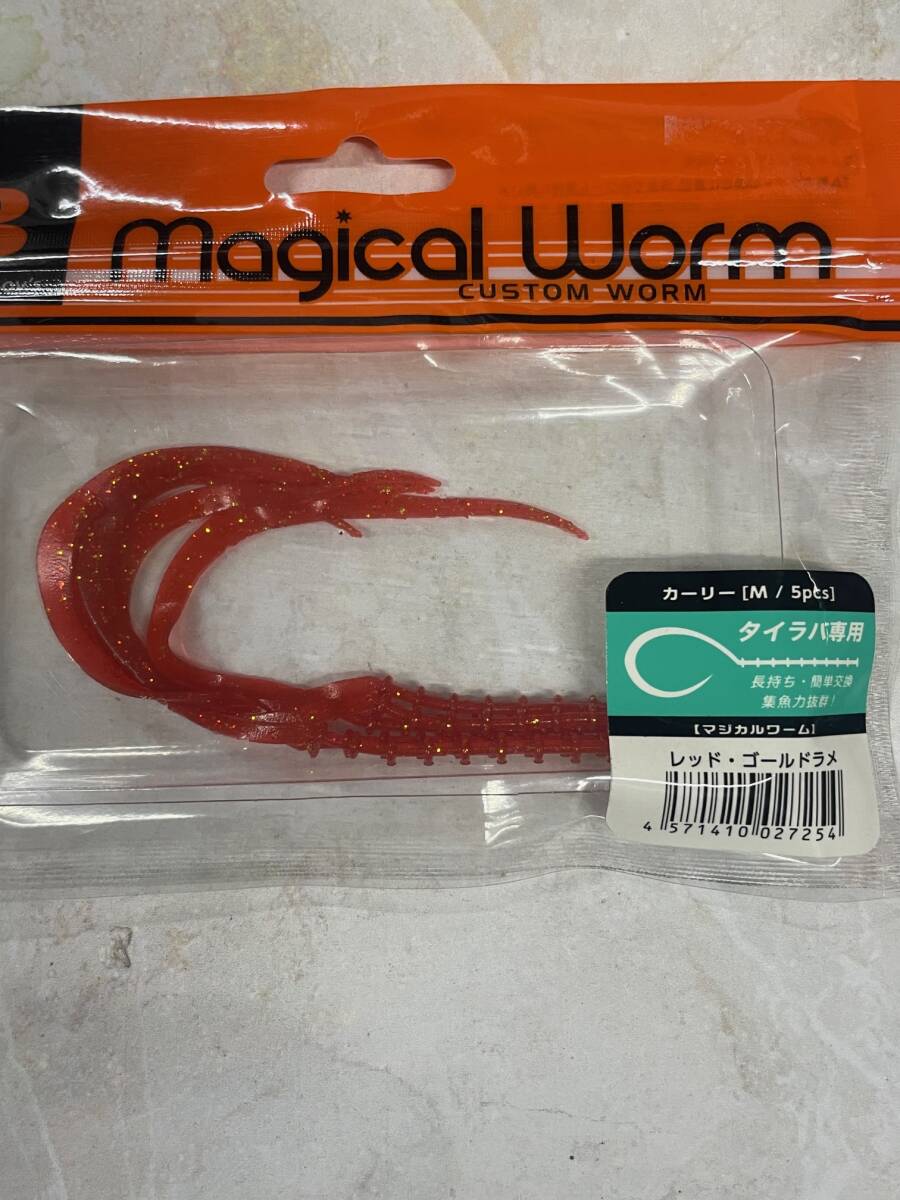 Magical Worm
CUSTOM WORM
カーリー [M / 5pcs]
タイラバ専用
長持ち・簡単交換
集魚力抜群!
【マジカルワーム】
レッド・ゴールドラメ
4 571410 027254